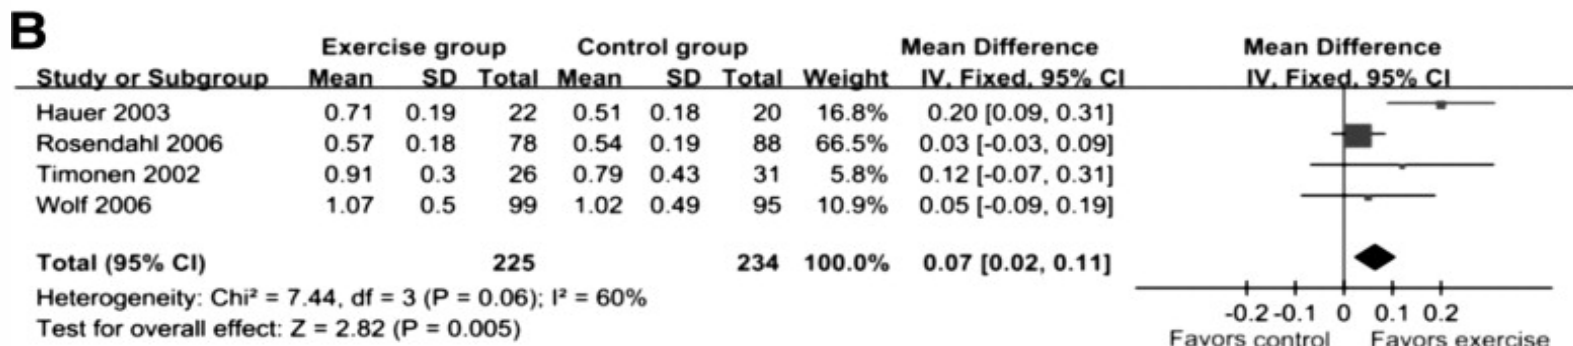 B
Exercise group Control group Mean Difference Mean Difference
Study or Subgroup Mean SD Total Mean SD Total Weight IV, Fixed, 95% CI IV, Fixed, 95% CI
Hauer 2003 0.71 0.19 22 0.51 0.18 20 16.8% 0.20 [0.09, 0.31]
Rosendahl 2006 0.57 0.18 78 0.54 0.19 88 66.5% 0.03 [-0.03, 0.09]
Timonen 2002 0.91 0.3 26 0.79 0.43 31 5.8% 0.12 [-0.07, 0.31]
Wolf 2006 1.07 0.5 99 1.02 0.49 95 10.9% 0.05 [-0.09, 0.19]
Total (95% CI) 225 234 100.0% 0.07 [0.02, 0.11]
Heterogeneity: Chi² = 7.44, df = 3 (P = 0.06); I² = 60%
Test for overall effect: Z = 2.82 (P = 0.005)
-0.2 -0.1 0 0.1 0.2
Favors control Favors exercise